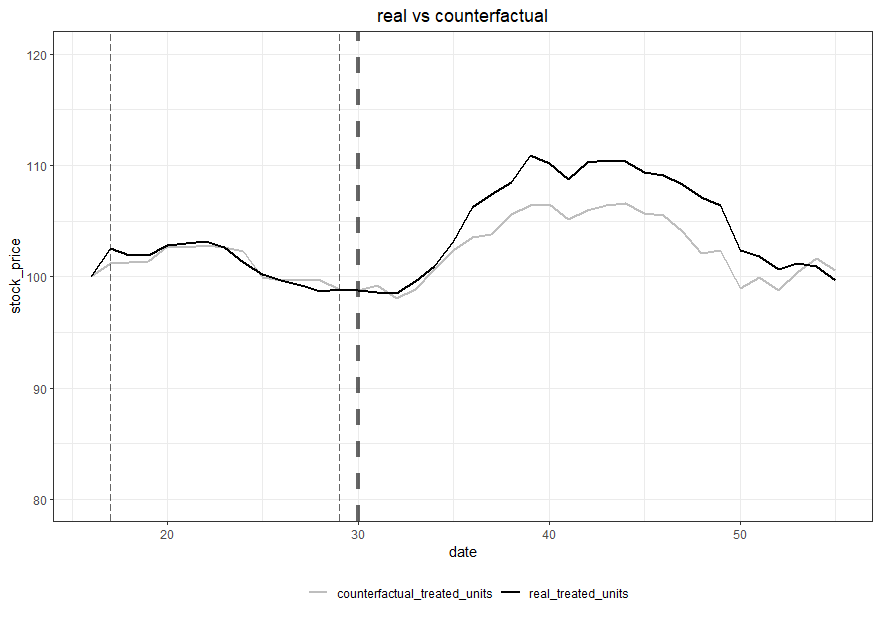 real vs counterfactual
120
110
100
90
80
stock_price
20 30 40 50
date
counterfactual_treated_units real_treated_units